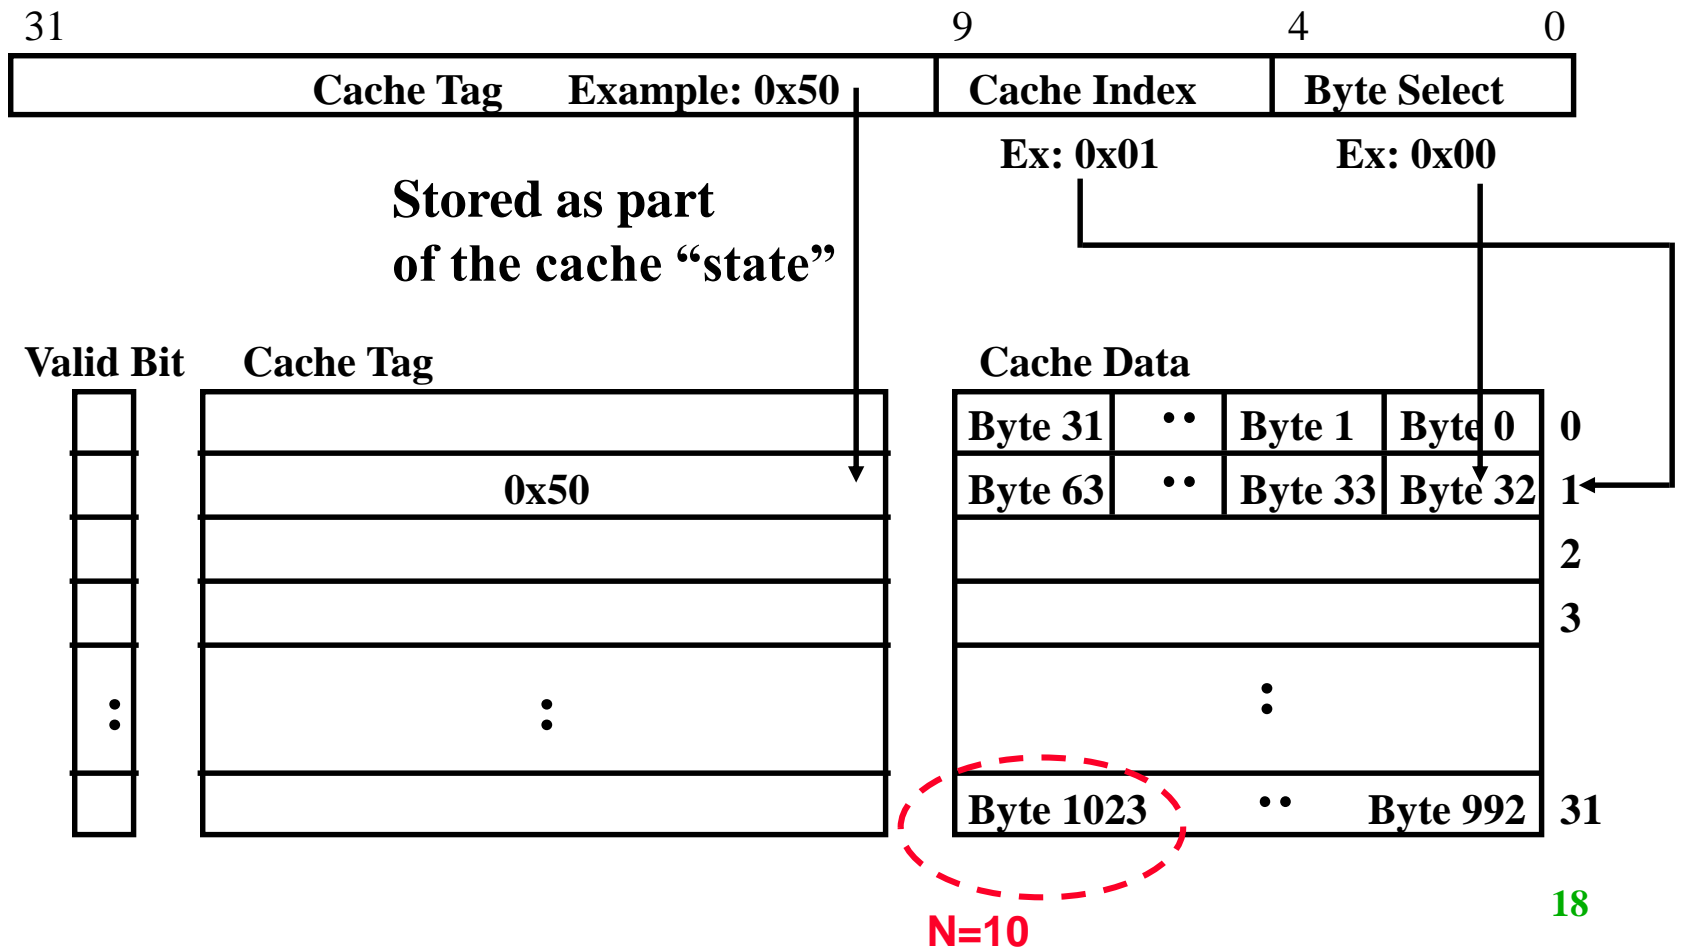 31 9 4 0
Cache Tag Example: 0x50 Cache Index Byte Select
Ex: 0x01 Ex: 0x00
Stored as part
of the cache “state”
Valid Bit Cache Tag Cache Data
Byte 31 •• Byte 1 Byte 0 0
0x50 Byte 63 •• Byte 33 Byte 32 1
2
3
: : :
Byte 1023 •• Byte 992 31
N=10
18